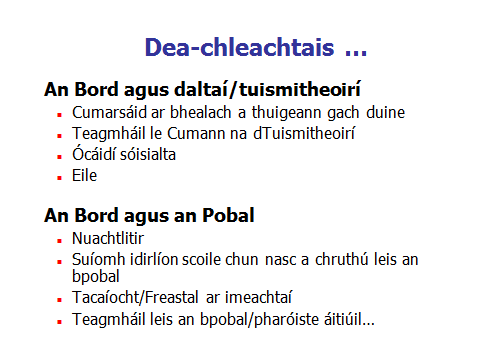 Dea-chleachtais …
An Bord agus daltaí/tuismitheoirí
Cumarsáid ar bhealach a thuigeann gach duine
Teagmháil le Cumann na dTuismitheoirí
Ócáidí sóisialta
Eile
An Bord agus an Pobal
Nuachtlitir
Suíomh idirlíon scoile chun nasc a chruthú leis an
bpobal
Tacaíocht/Freastal ar imeachtaí
Teagmháil leis an bpobal/pharóiste áitiúil…